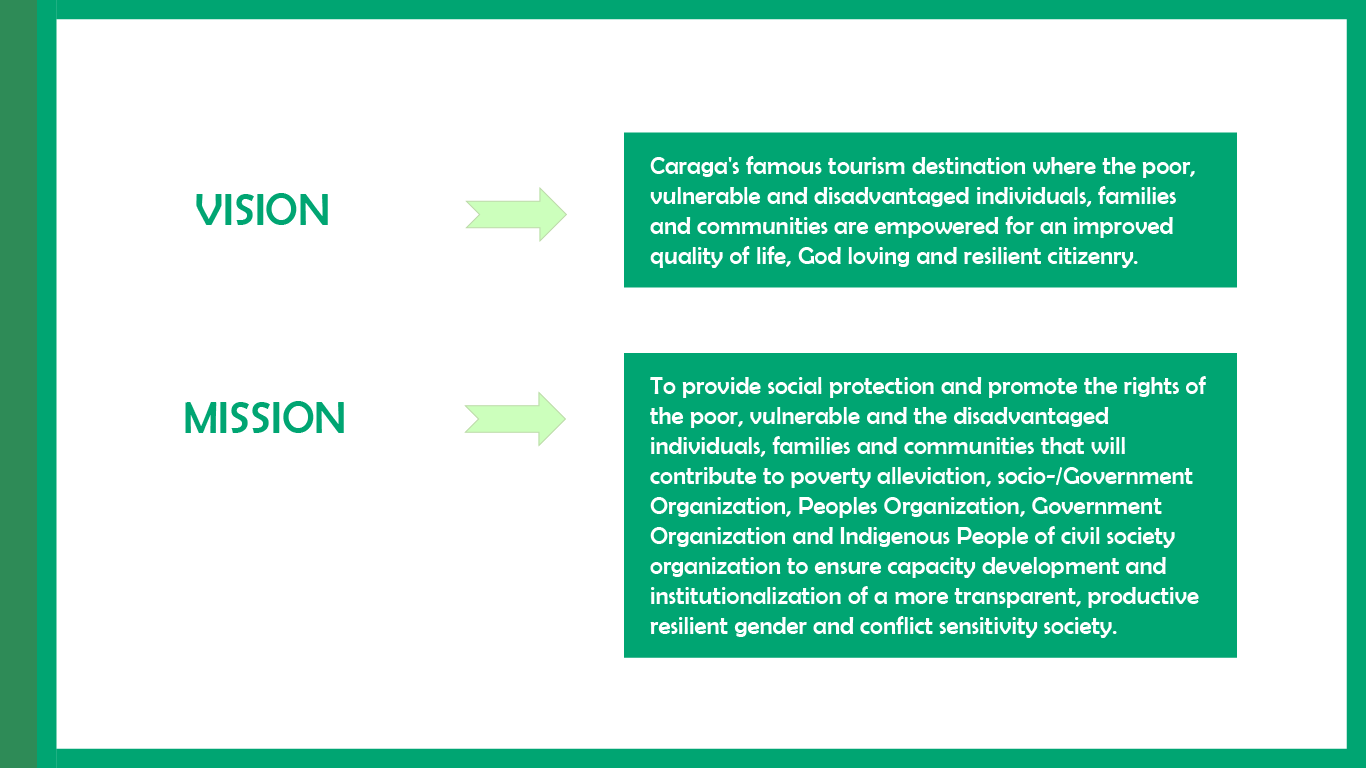 VISION
Caraga's famous tourism destination where the poor,
vulnerable and disadvantaged individuals, families
and communities are empowered for an improved
quality of life, God loving and resilient citizenry.
MISSION
To provide social protection and promote the rights of
the poor, vulnerable and the disadvantaged
individuals, families and communities that will
contribute to poverty alleviation, socio-/Government
Organization, Peoples Organization, Government
Organization and Indigenous People of civil society
organization to ensure capacity development and
institutionalization of a more transparent, productive
resilient gender and conflict sensitivity society.